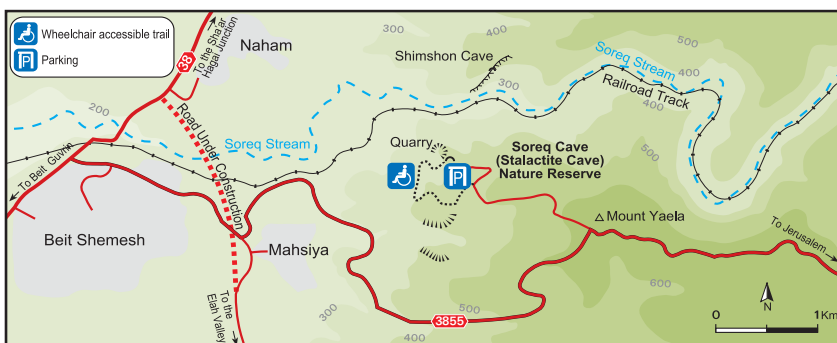 Wheelchair accessible trail
Parking
P
Naham
38
To the Sha'ar
Hagai Junction
300
400
Shimshon Cave
300
Soreq Stream
500
400
Railroad Track
400
200
Soreq Stream
Road Under Construction
To Beit Guvrin
Quarry
P
Soreq Cave
(Stalactite Cave)
Nature Reserve
500
Beit Shemesh
Mahsiya
Mount Yaela
To Jerusalem
600
To the
Elah Valley
300
500
3855
400
N
0
1Km